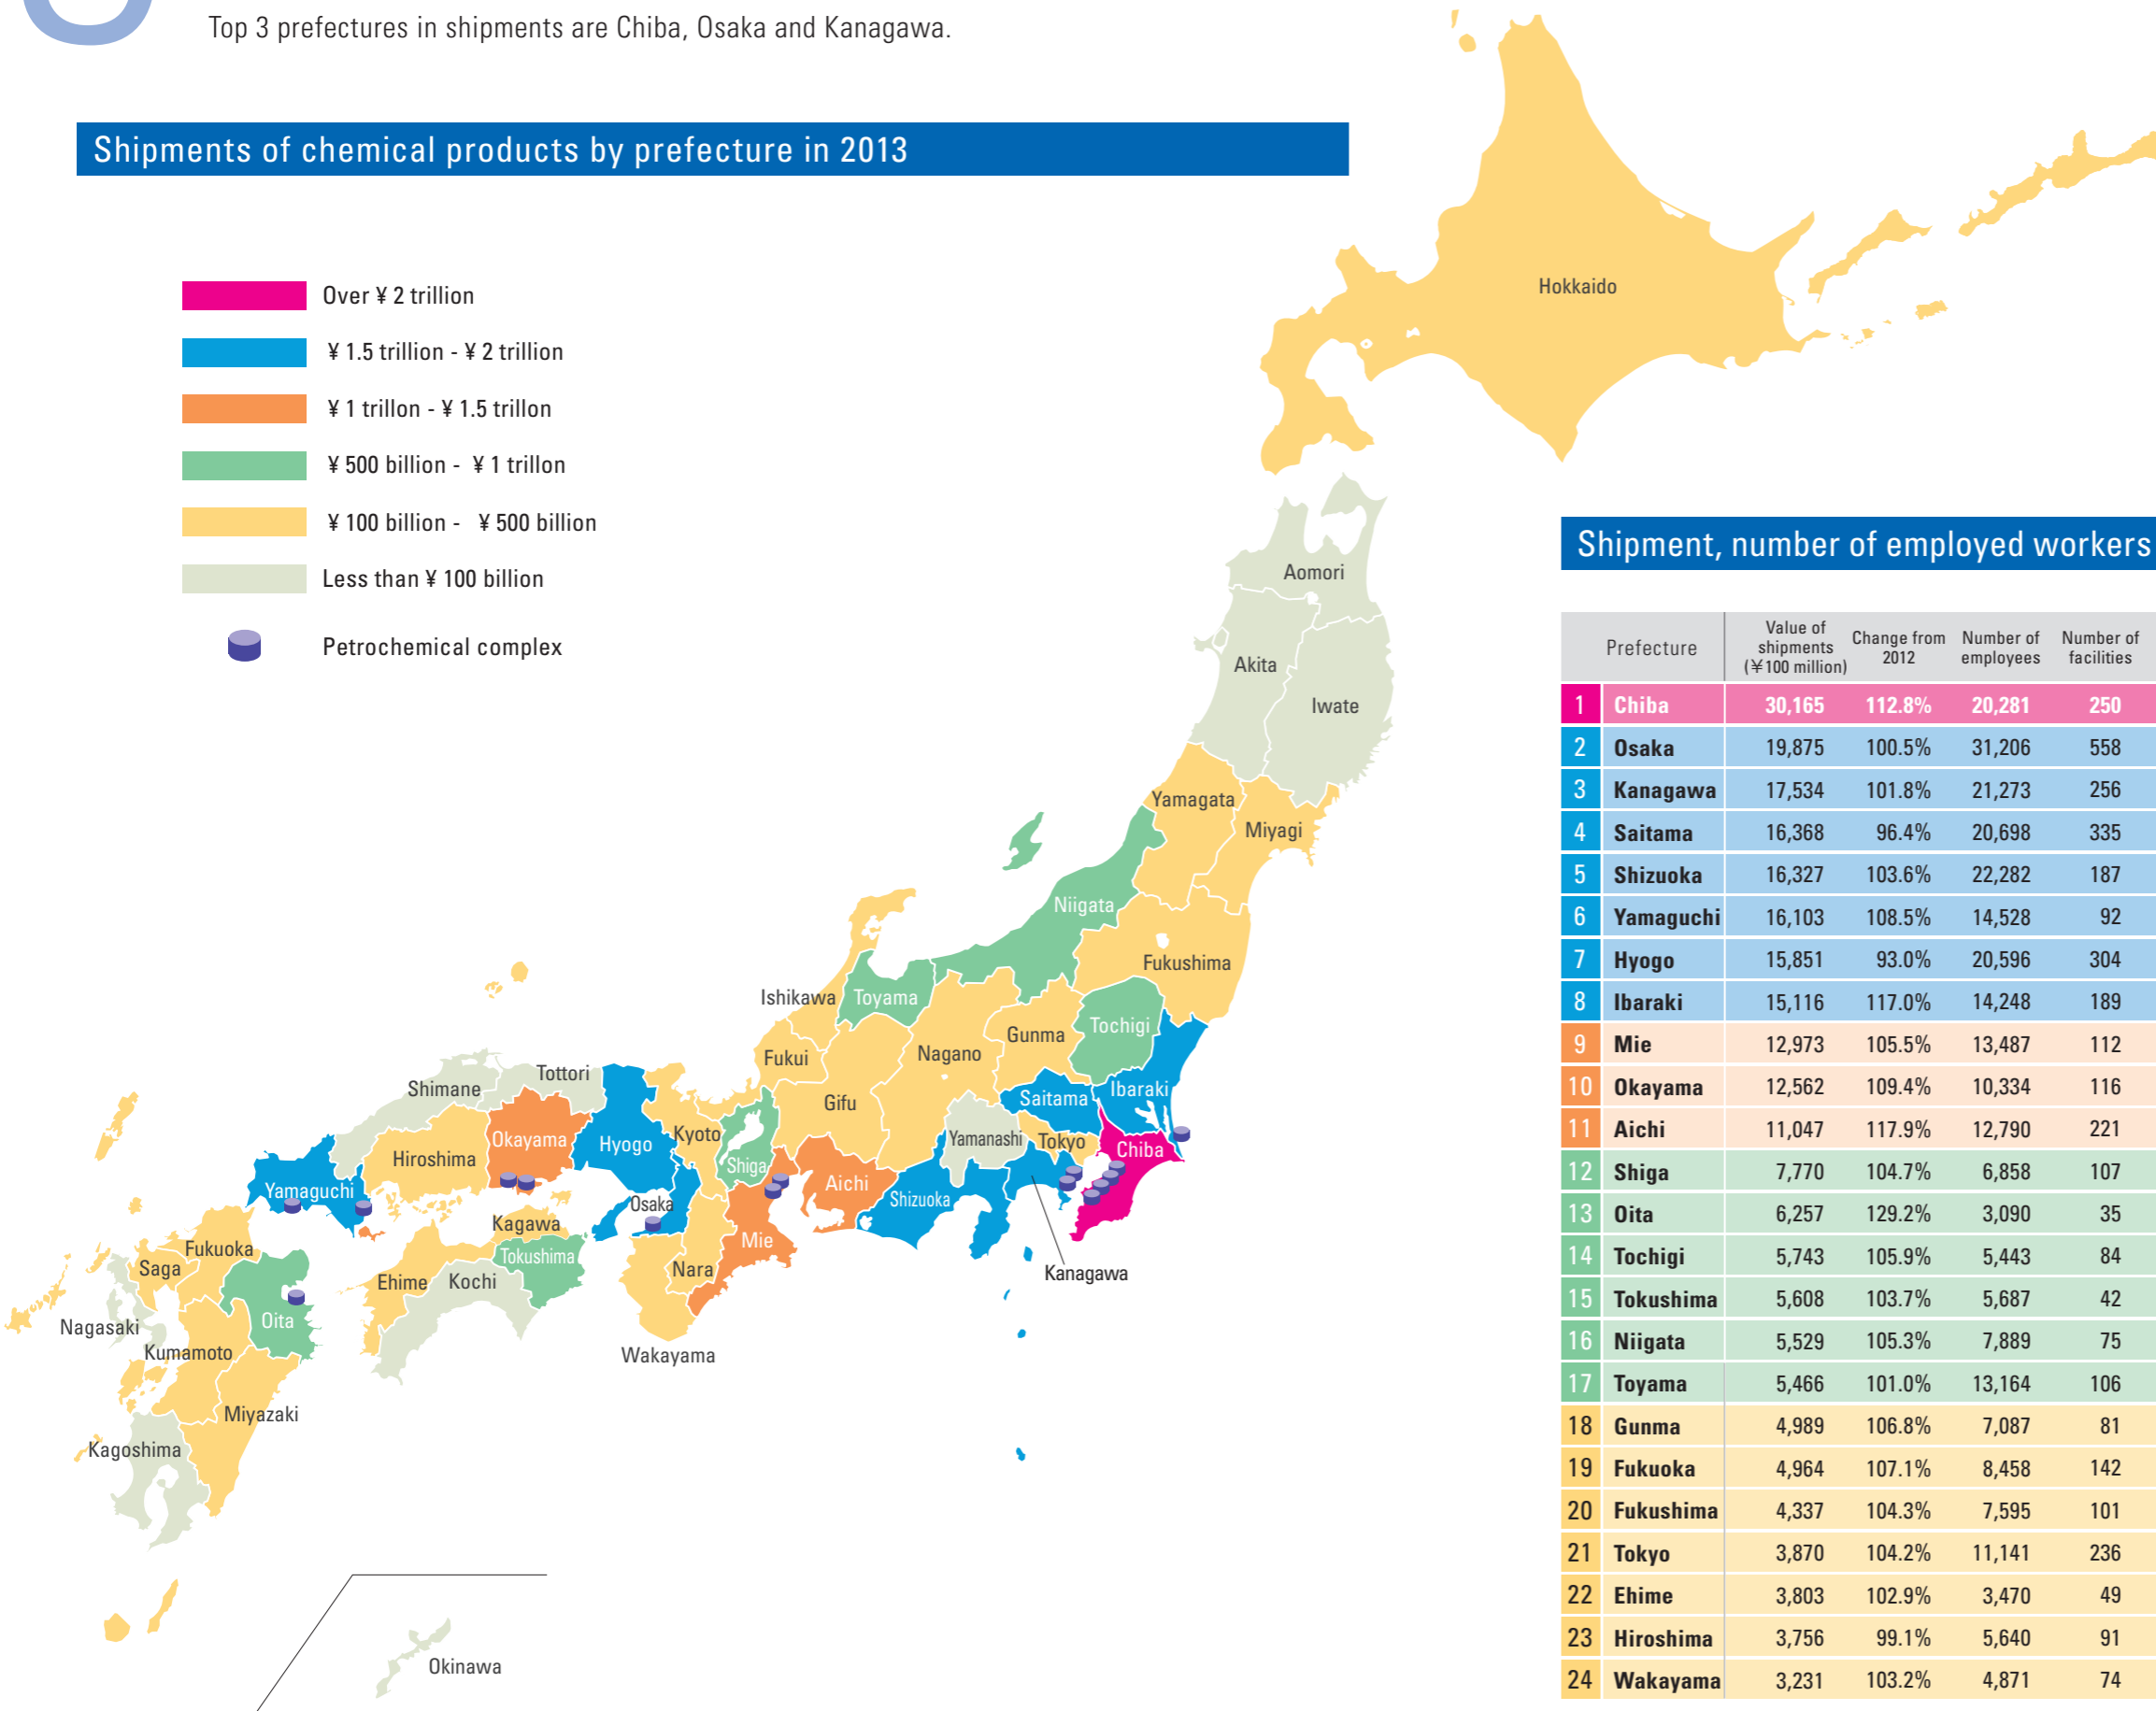 Top 3 prefectures in shipments are Chiba, Osaka and Kanagawa.
Shipments of chemical products by prefecture in 2013
Over ¥ 2 trillion
¥ 1.5 trillion - ¥ 2 trillion
¥ 1 trillon - ¥ 1.5 trillon
¥ 500 billion - ¥ 1 trillon
¥ 100 billion - ¥ 500 billion
Less than ¥ 100 billion
Petrochemical complex
Hokkaido
Aomori
Akita
Iwate
Yamagata
Miyagi
Niigata
Fukushima
Ishikawa
Toyama
Tochigi
Gunma
Fukui
Nagano
Gifu
Ibaraki
Saitama
Tottori
Shimane
Okayama
Hyogo
Kyoto
Yamanashi
Tokyo
Chiba
Hiroshima
Shiga
Aichi
Shizuoka
Yamaguchi
Osaka
Kagawa
Mie
Fukuoka
Saga
Tokushima
Nara
Ehime
Kochi
Kanagawa
Oita
Nagasaki
Kumamoto
Wakayama
Miyazaki
Kagoshima
Okinawa
Shipment, number of employed workers
Prefecture Value of shipments (¥100 million) Change from 2012 Number of employees Number of facilities
1 Chiba 30,165 112.8% 20,281 250
2 Osaka 19,875 100.5% 31,206 558
3 Kanagawa 17,534 101.8% 21,273 256
4 Saitama 16,368 96.4% 20,698 335
5 Shizuoka 16,327 103.6% 22,282 187
6 Yamaguchi 16,103 108.5% 14,528 92
7 Hyogo 15,851 93.0% 20,596 304
8 Ibaraki 15,116 117.0% 14,248 189
9 Mie 12,973 105.5% 13,487 112
10 Okayama 12,562 109.4% 10,334 116
11 Aichi 11,047 117.9% 12,790 221
12 Shiga 7,770 104.7% 6,858 107
13 Oita 6,257 129.2% 3,090 35
14 Tochigi 5,743 105.9% 5,443 84
15 Tokushima 5,608 103.7% 5,687 42
16 Niigata 5,529 105.3% 7,889 75
17 Toyama 5,466 101.0% 13,164 106
18 Gunma 4,989 106.8% 7,087 81
19 Fukuoka 4,964 107.1% 8,458 142
20 Fukushima 4,337 104.3% 7,595 101
21 Tokyo 3,870 104.2% 11,141 236
22 Ehime 3,803 102.9% 3,470 49
23 Hiroshima 3,756 99.1% 5,640 91
24 Wakayama 3,231 103.2% 4,871 74